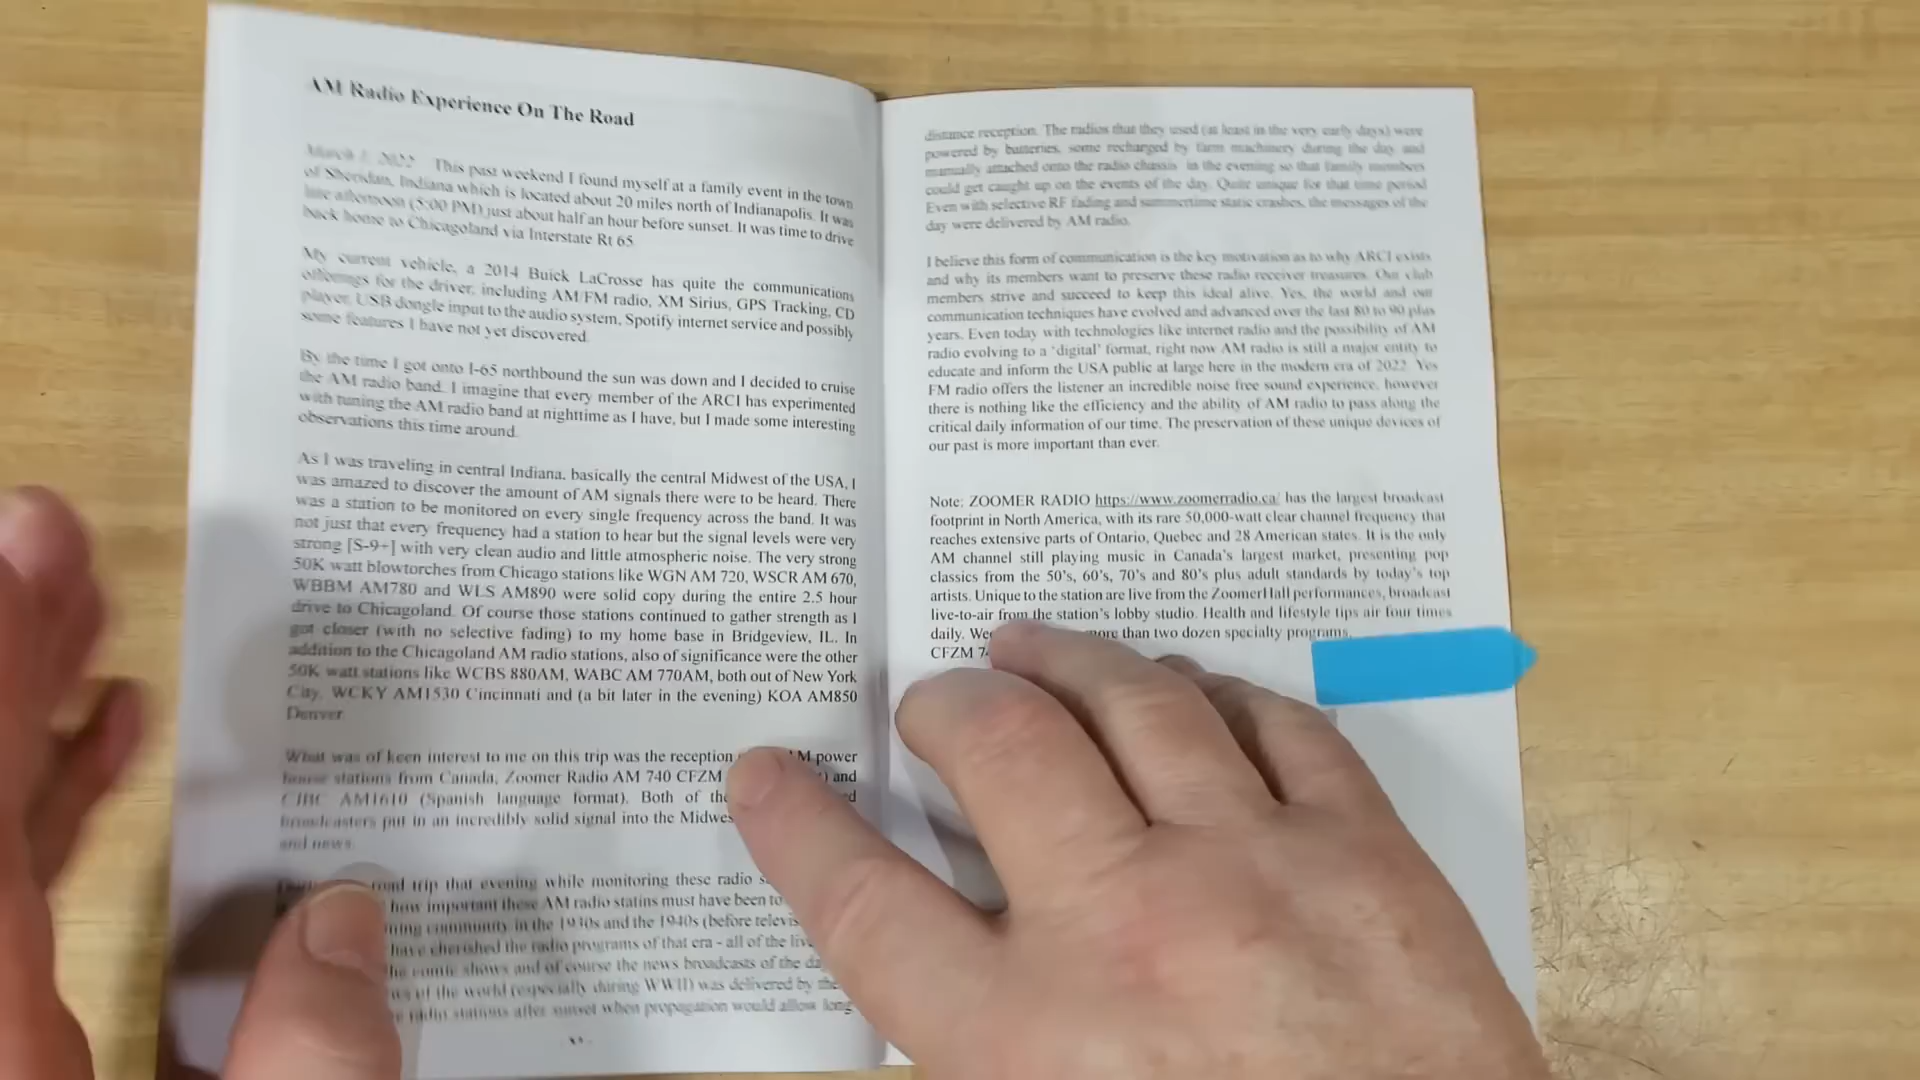 AM Radio Experience On The Road
March 2022 This past weekend I found myself at a family event in the town
of Sheridan, Indiana which is located about 20 miles north of Indianapolis. It was
late afternoon (5:00 PM) just about half an hour before sunset. It was time to drive
back home to Chicagoland via Interstate Rt 65
My current vehicle, a 2014 Buick LaCrosse has quite the communications
offerings for the driver, including AM/FM radio, XM Sirius, GPS Tracking, CD
player, USB dongle input to the audio system, Spotify internet service and possibly
some features I have not yet discovered.
By the time I got onto I-65 northbound the sun was down and I decided to cruise
the AM radio band. I imagine that every member of the ARCI has experimented
with tuning the AM radio band at nighttime as I have, but I made some interesting
observations this time around.
As I was traveling in central Indiana, basically the central Midwest of the USA, I
was amazed to discover the amount of AM signals there were to be heard. There
was a station to be monitored on every single frequency across the band. It was
not just that every frequency had a station to hear but the signal levels were very
strong [S-9+] with very clean audio and little atmospheric noise. The very strong
50K watt blowtorches from Chicago stations like WGN AM 720, WSCR AM 670,
WBBM AM780 and WLS AM890 were solid copy during the entire 2.5 hour
drive to Chicagoland. Of course those stations continued to gather strength as I
got closer (with no selective fading) to my home base in Bridgeview, IL. In
addition to the Chicagoland AM radio stations, also of significance were the other
50K watt stations like WCBS 880AM, WABC AM 770AM, both out of New York
City, WCKY AM1530 Cincinnati and (a bit later in the evening) KOA AM850
Denver.
What was of keen interest to me on this trip was the reception M power
house stations from Canada, Zoomer Radio AM 740 CFZM ) and
AM1610 (Spanish language format). Both of the
broadcasters put in an incredibly solid signal into the Midwes
and news.
road trip that evening while monitoring these radio s
how important these AM radio statins must have been to
community in the 1930s and the 1940s (before televis
have cherished the radio programs of that era - all of the live
comic shows and of course the news broadcasts of the da
of the world (especially during WWII) was delivered by the
radio stations after sunset when propagation would allow long
distance reception. The radios that they used (at least in the very early days) were
powered by batteries, some recharged by farm machinery during the day and
manually attached onto the radio chassis in the evening so that family members
could get caught up on the events of the day. Quite unique for that time period
Even with selective RF fading and summertime static crashes, the messages of the
day were delivered by AM radio.
I believe this form of communication is the key motivation as to why ARCI exists
and why its members want to preserve these radio receiver treasures. Our club
members strive and succeed to keep this ideal alive. Yes, the world and our
communication techniques have evolved and advanced over the last 80 to 90 plus
years. Even today with technologies like internet radio and the possibility of AM
radio evolving to a 'digital' format, right now AM radio is still a major entity to
educate and inform the USA public at large here in the modern era of 2022. Yes
FM radio offers the listener an incredible noise free sound experience, however
there is nothing like the efficiency and the ability of AM radio to pass along the
critical daily information of our time. The preservation of these unique devices of
our past is more important than ever.
Note: ZOOMER RADIO https://www.zoomerradio.ca/ has the largest broadcast
footprint in North America, with its rare 50,000-watt clear channel frequency that
reaches extensive parts of Ontario, Quebec and 28 American states. It is the only
AM channel still playing music in Canada's largest market, presenting pop
classics from the 50's, 60's, 70's and 80's plus adult standards by today's top
artists. Unique to the station are live from the ZoomerHall performances, broadcast
live-to-air from the station's lobby studio. Health and lifestyle tips air four times
daily. We more than two dozen specialty programs.
CFZM 7